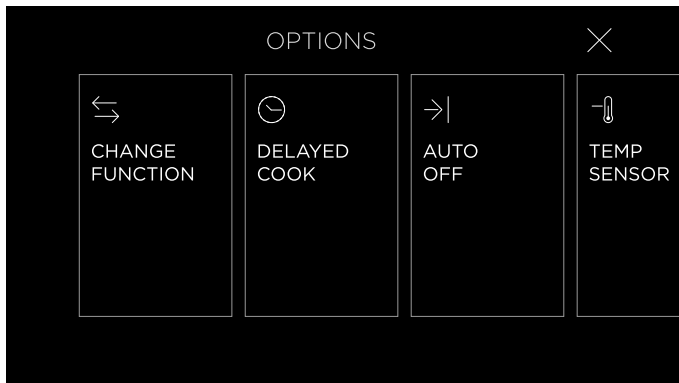 OPTIONS
CHANGE
FUNCTION
DELAYED
COOK
AUTO
OFF
TEMP
SENSOR